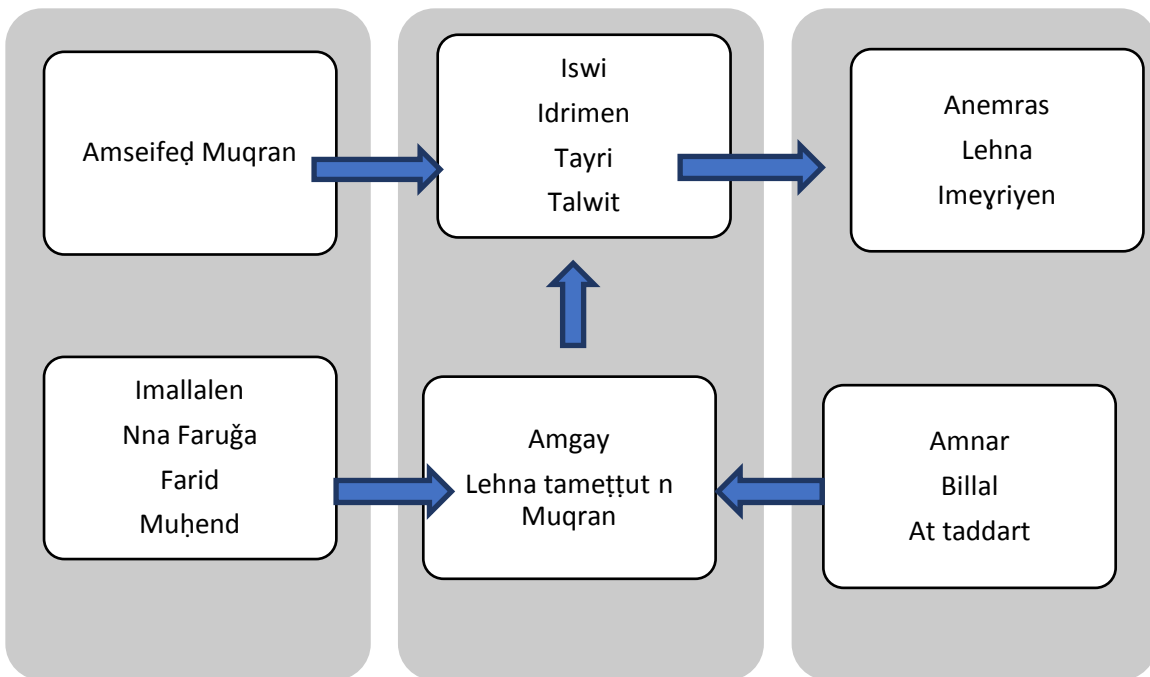 Amseifeḍ Muqran
Iswi
Idrimen
Tayri
Talwit
Anemras
Lehna
Imeɣriyen
Imallalen
Nna Faruǧa
Farid
Muḥend
Amgay
Lehna tameṭṭut n
Muqran
Amnar
Billal
At taddart